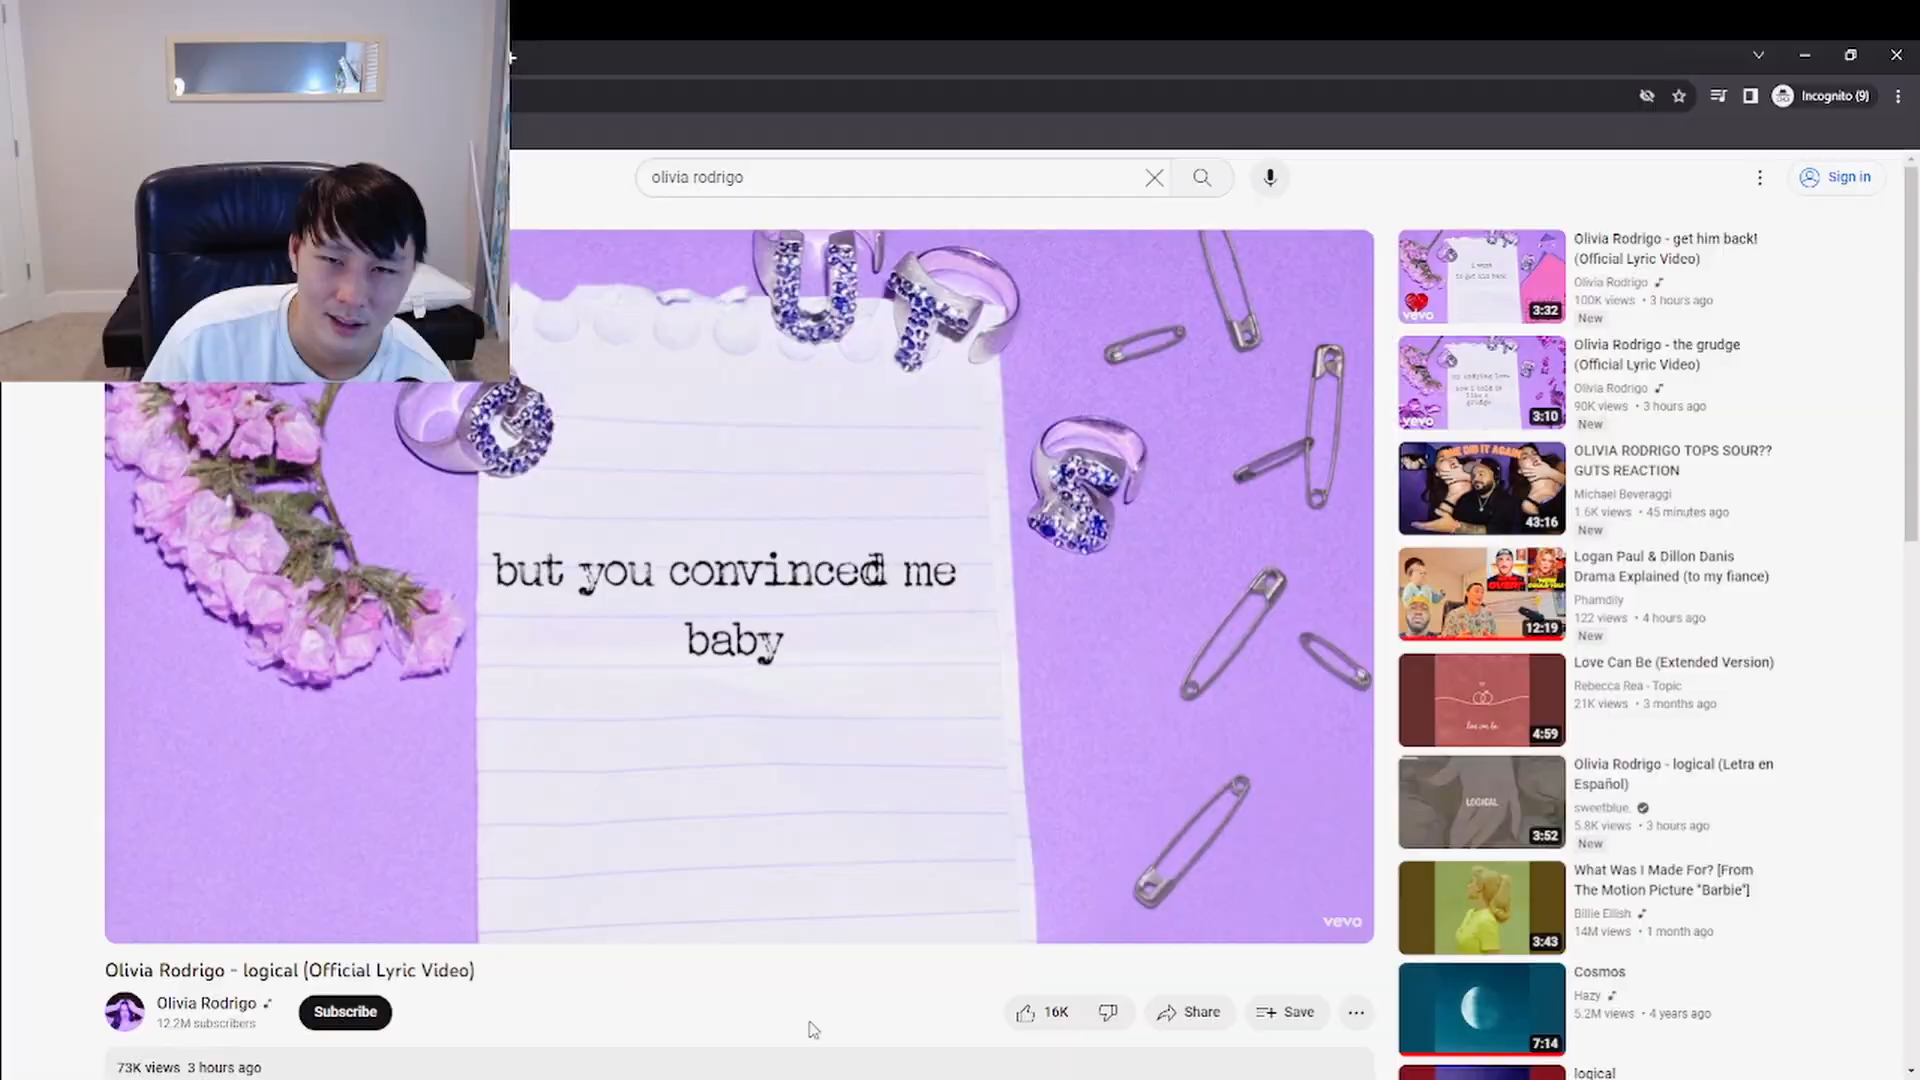 Incognito (9)
olivia rodrigo
Sign in
U
T
G
S
but you convinced me
baby
vevo
Olivia Rodrigo - logical (Official Lyric Video)
Olivia Rodrigo
12.2M subscribers
Subscribe
16K
Share
Save
73K views 3 hours ago
vevo
3:32
Olivia Rodrigo - get him back!
(Official Lyric Video)
Olivia Rodrigo
100K views • 3 hours ago
New
vevo
3:10
Olivia Rodrigo - the grudge
(Official Lyric Video)
Olivia Rodrigo
90K views • 3 hours ago
New
43:16
OLIVIA RODRIGO TOPS SOUR??
GUTS REACTION
Michael Beveraggi
1.6K views • 45 minutes ago
New
12:19
Logan Paul & Dillon Danis
Drama Explained (to my fiance)
Phamdily
122 views • 4 hours ago
New
love can be
4:59
Love Can Be (Extended Version)
Rebecca Rea - Topic
21K views • 3 months ago
LOGICAL
3:52
Olivia Rodrigo - logical (Letra en
Español)
sweetblue.
5.8K views • 3 hours ago
New
3:43
What Was I Made For? [From
The Motion Picture "Barbie"]
Billie Eilish
14M views • 1 month ago
7:14
Cosmos
Hazy
5.2M views • 4 years ago
logical